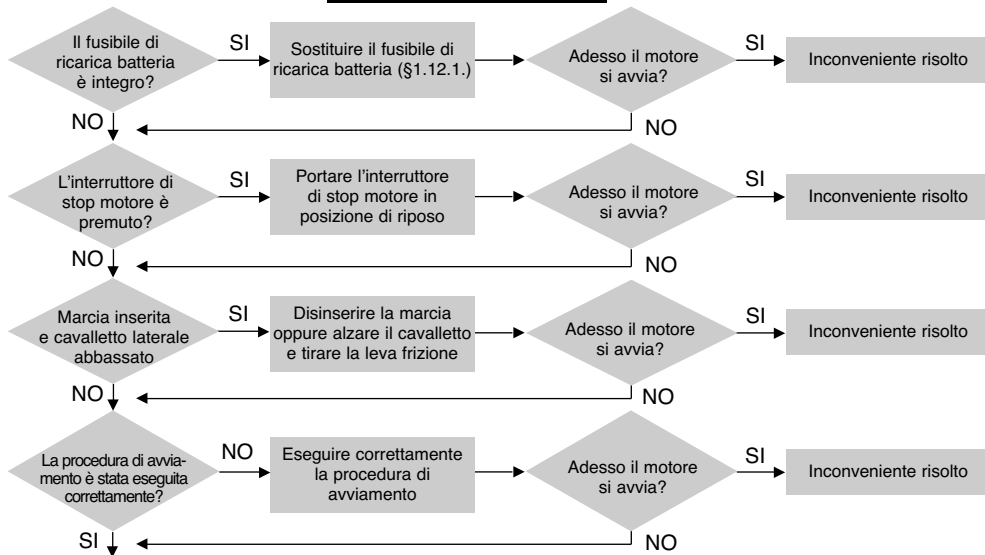 Il fusibile di
ricarica batteria
è integro?
SI
Sostituire il fusibile di
ricarica batteria (§1.12.1.)
Adesso il motore
si avvia?
SI
Inconveniente risolto
NO
NO
L'interruttore di
stop motore è
premuto?
SI
Portare l'interruttore
di stop motore in
posizione di riposo
Adesso il motore
si avvia?
SI
Inconveniente risolto
NO
NO
Marcia inserita
e cavalletto laterale
abbassato
SI
Disinserire la marcia
oppure alzare il cavalletto
e tirare la leva frizione
Adesso il motore
si avvia?
SI
Inconveniente risolto
NO
NO
La procedura di avvia-
mento è stata eseguita
correttamente?
NO
Eseguire correttamente
la procedura di
avviamento
Adesso il motore
si avvia?
SI
Inconveniente risolto
SI
NO